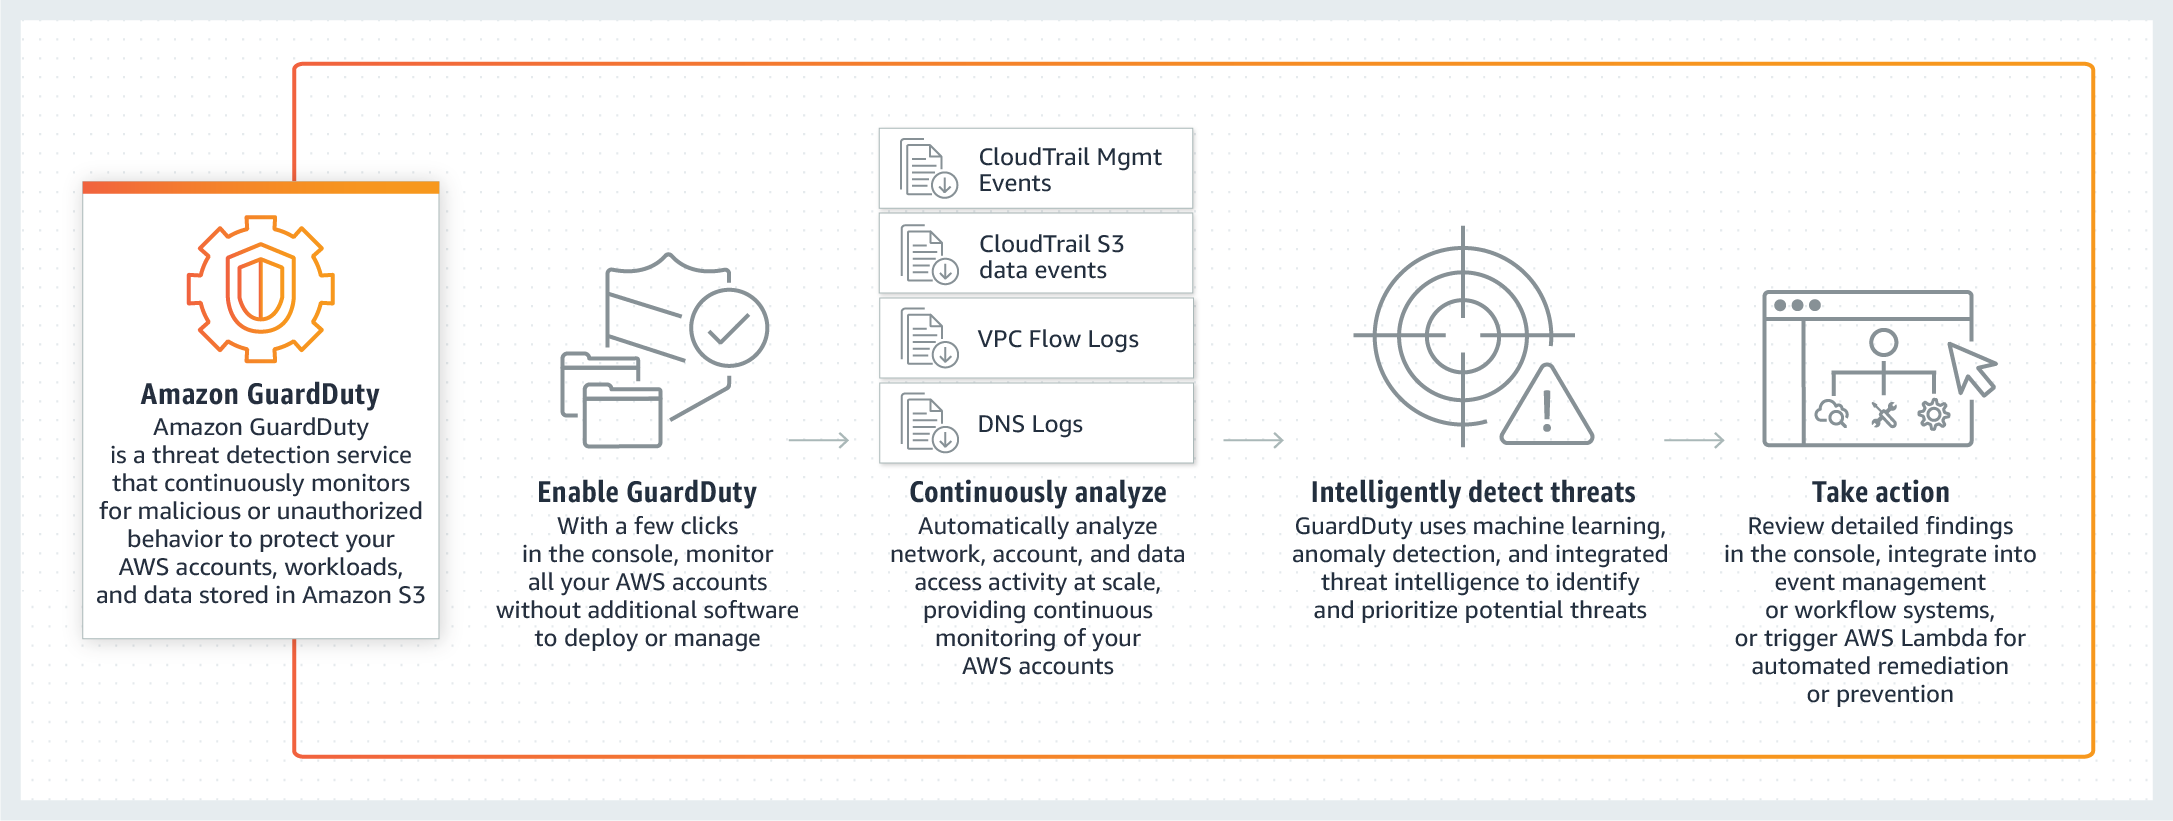 Amazon GuardDuty
Amazon GuardDuty
is a threat detection service
that continuously monitors
for malicious or unauthorized
behavior to protect your
AWS accounts, workloads,
and data stored in Amazon S3
Enable GuardDuty
With a few clicks
in the console, monitor
all your AWS accounts
without additional software
to deploy or manage
CloudTrail Mgmt
Events
CloudTrail S3
data events
VPC Flow Logs
DNS Logs
Continuously analyze
Automatically analyze
network, account, and data
access activity at scale,
providing continuous
monitoring of your
AWS accounts
Intelligently detect threats
GuardDuty uses machine learning,
anomaly detection, and integrated
threat intelligence to identify
and prioritize potential threats
Take action
Review detailed findings
in the console, integrate into
event management
or workflow systems,
or trigger AWS Lambda for
automated remediation
or prevention